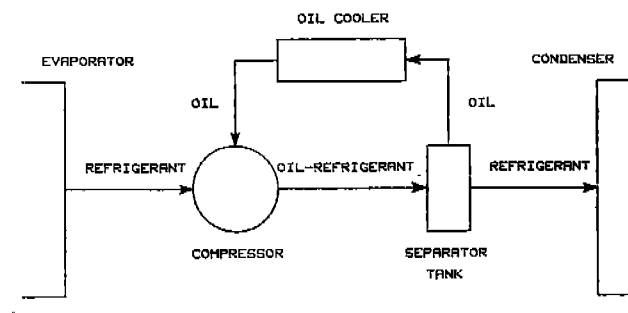 OIL COOLER
EVAPORATOR
CONDENSER
OIL
OIL
REFRIGERANT
OIL-REFRIGERANT
REFRIGERANT
COMPRESSOR
SEPARATOR
TANK